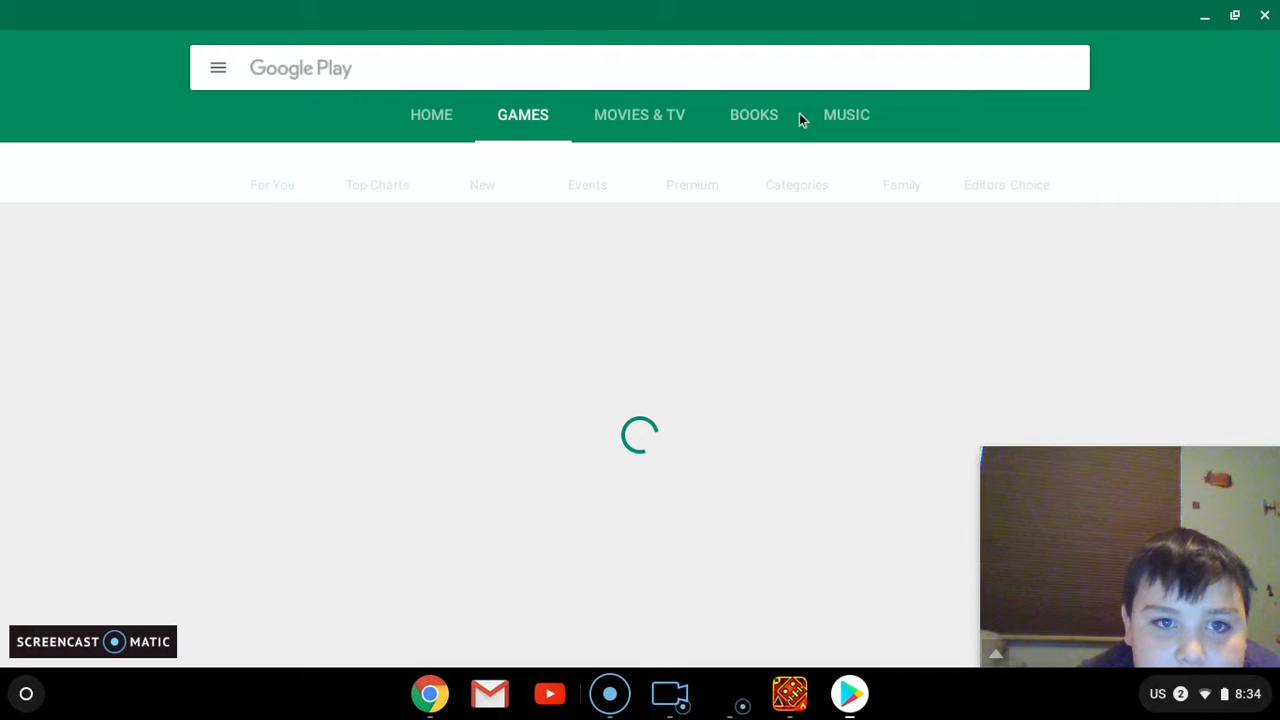 Google Play
HOME GAMES MOVIES & TV BOOKS MUSIC
For You Top Charts New Events Premium Categories Family Editors' Choice
SCREENCAST MATIC
US 2 8:34